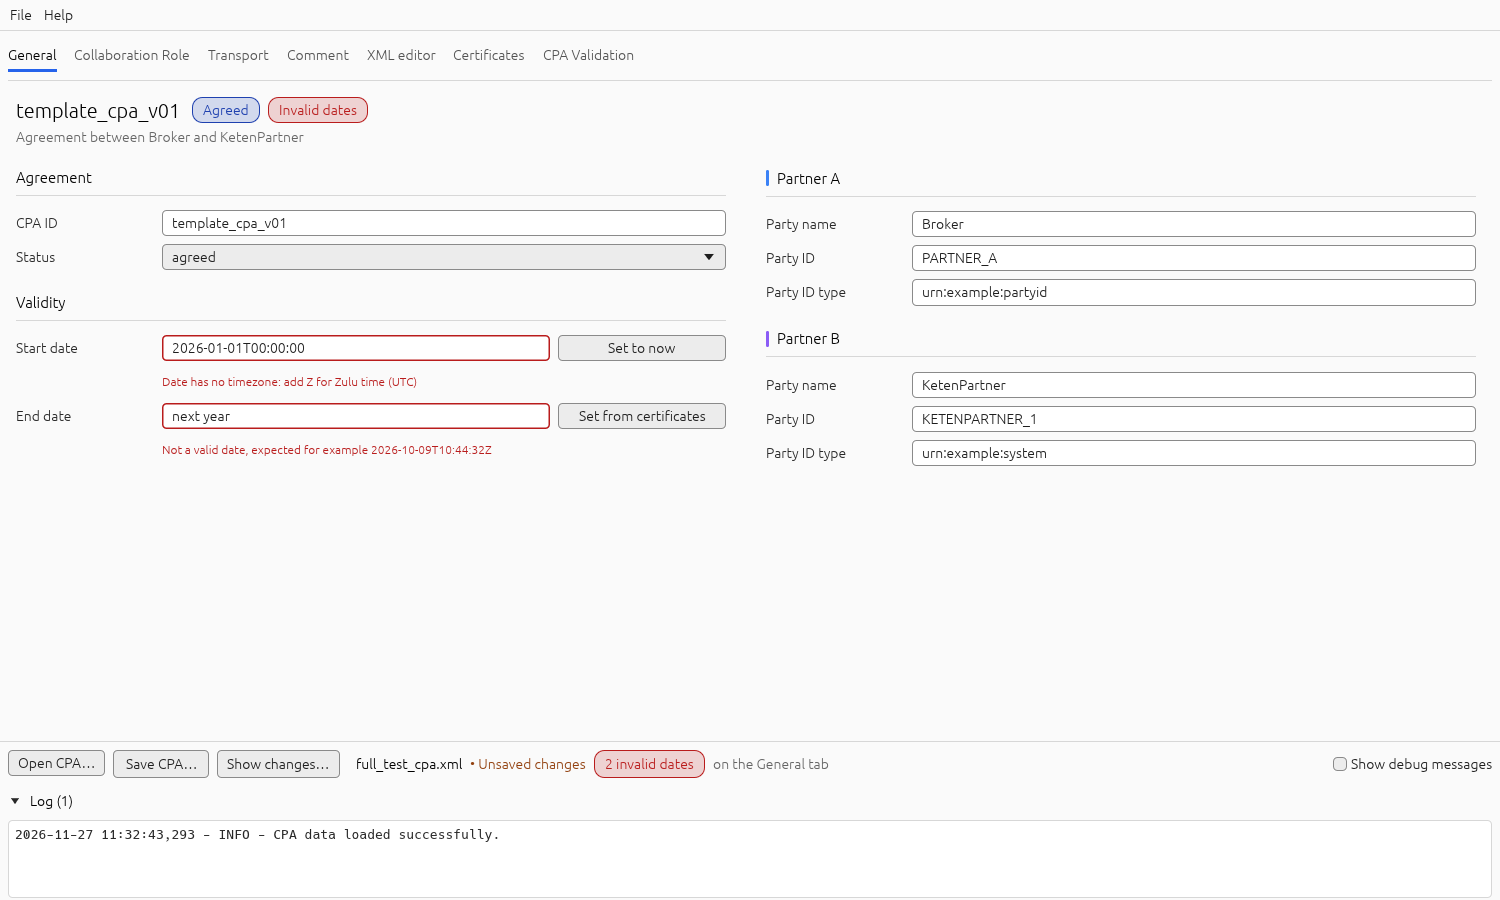 File Help
General Collaboration Role Transport Comment XML editor Certificates CPA Validation
template_cpa_v01 Agreed Invalid dates
Agreement between Broker and KetenPartner
Agreement
CPA ID template_cpa_v01
Status agreed
Validity
Start date 2026-01-01T00:00:00 Set to now
Date has no timezone: add Z for Zulu time (UTC)
End date next year Set from certificates
Not a valid date, expected for example 2026-10-09T10:44:32Z
Partner A
Party name Broker
Party ID PARTNER_A
Party ID type urn:example:partyid
Partner B
Party name KetenPartner
Party ID KETENPARTNER_1
Party ID type urn:example:system
Open CPA... Save CPA... Show changes... full_test_cpa.xml • Unsaved changes 2 invalid dates on the General tab Show debug messages
Log (1)
2026-11-27 11:32:43,293 - INFO - CPA data loaded successfully.